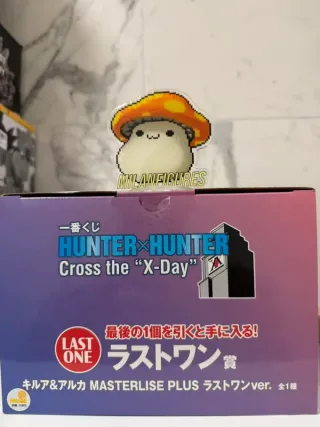 MILANFIGURES
一番くじ
HUNTER×HUNTER
Cross the "X-Day"
LAST ONE
最後の1個を引くと手に入る!
ラストワン賞
キルア&アルカ MASTERLISE PLUS ラストワンver. 全1種